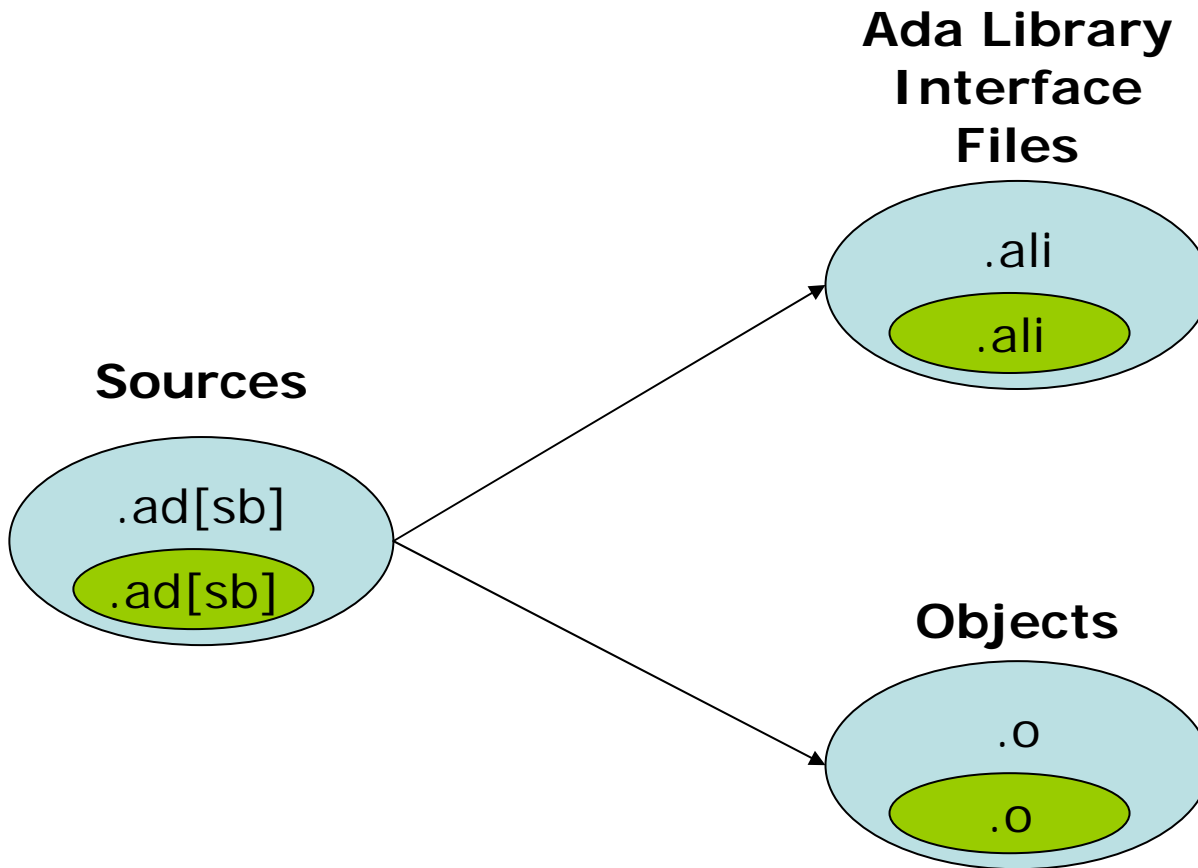 Ada Library
Interface
Files
.ali
.ali
Sources
.ad[sb]
.ad[sb]
Objects
.o
.o